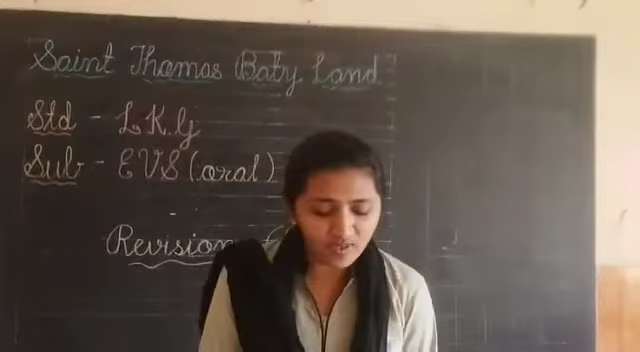 Saint Thomas Baby Land
Std - L.K.G
Sub - EVS (oral)
Revision